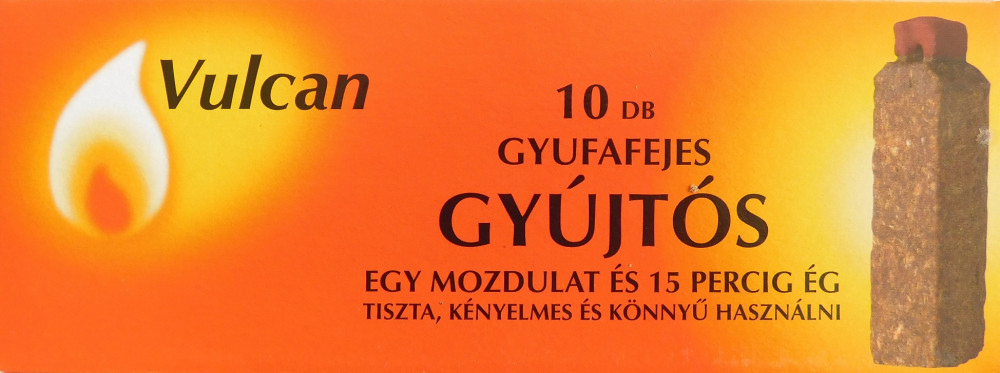 Vulcan
10 DB
GYUFAFEJES
GYÚJTÓS
EGY MOZDULAT ÉS 15 PERCIG ÉG
TISZTA, KÉNYELMES ÉS KÖNNYŰ HASZNÁLNI